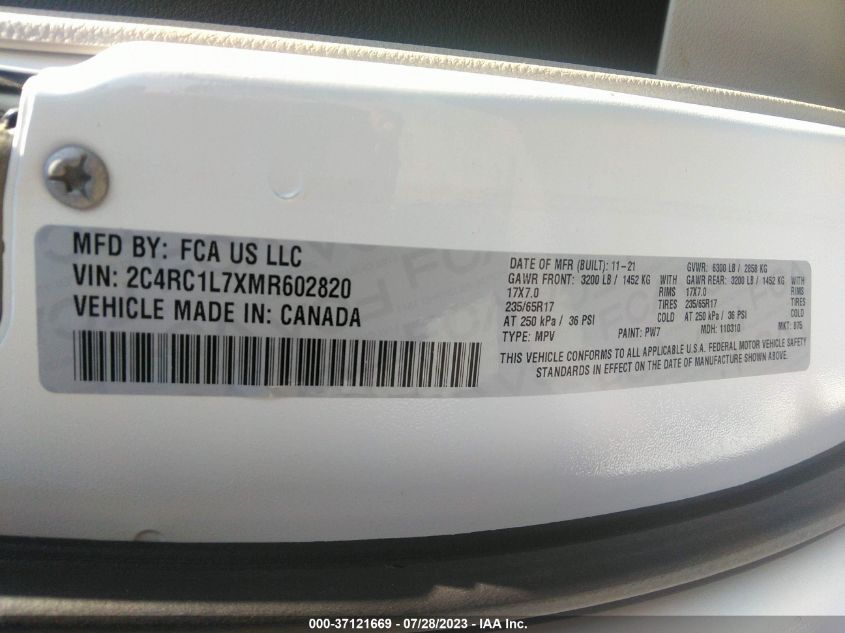 MFD BY: FCA US LLC
VIN: 2C4RC1L7XMR602820
VEHICLE MADE IN: CANADA
DATE OF MFR (BUILT): 11-21 GVWR: 6300 LB / 2858 KG
GAWR FRONT: 3200 LB / 1452 KG WITH GAWR REAR: 3200 LB / 1452 KG WITH
17X7.0 RIMS 17X7.0 RIMS
235/65R17 TIRES 235/65R17 TIRES
AT 250 kPa / 36 PSI COLD AT 250 kPa / 36 PSI COLD
TYPE: MPV PAINT: PW7 MDH: 110310 MKT:
THIS VEHICLE CONFORMS TO ALL APPLICABLE U.S.A. FEDERAL MOTOR VEHICLE SAFETY
STANDARDS IN EFFECT ON THE DATE OF MANUFACTURE SHOWN ABOVE.
000-37121669 - 07/28/2023 - IAA Inc.